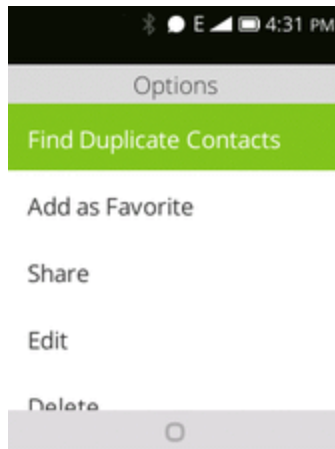 E 4:31 PM
Options
Find Duplicate Contacts
Add as Favorite
Share
Edit
Delete